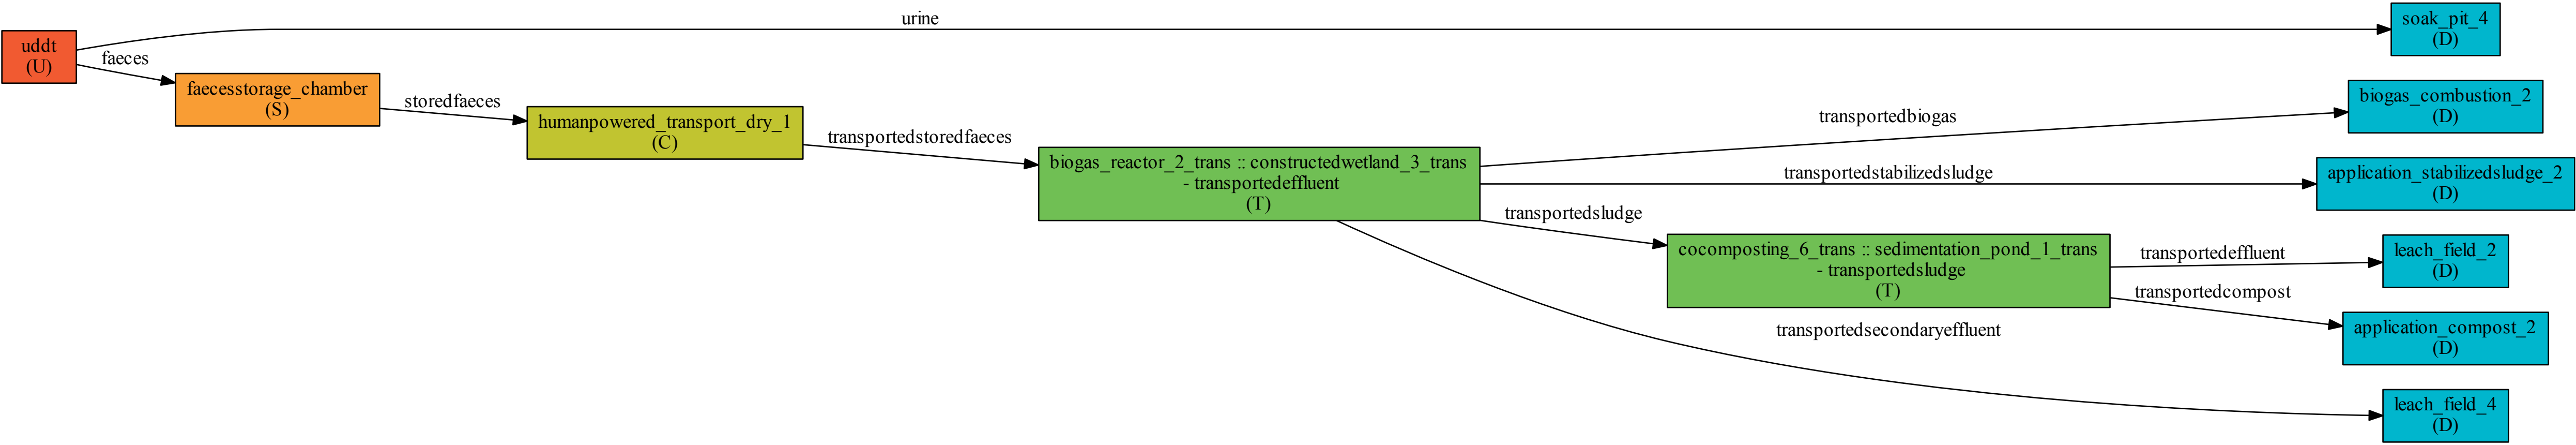 urine
soak_pit_4
(D)
uddt
(U)
faeces
faecesstorage_chamber
(S)
storedfaeces
humanpowered_transport_dry_1
(C)
transportedstoredfaeces
biogas_reactor_2_trans :: constructedwetland_3_trans
- transportedeffluent
(T)
transportedbiogas
biogas_combustion_2
(D)
transportedstabilizedsludge
application_stabilizedsludge_2
(D)
transportedsludge
cocomposting_6_trans :: sedimentation_pond_1_trans
- transportedsludge
(T)
transportedeffluent
leach_field_2
(D)
transportedcompost
application_compost_2
(D)
transportedsecondaryeffluent
leach_field_4
(D)